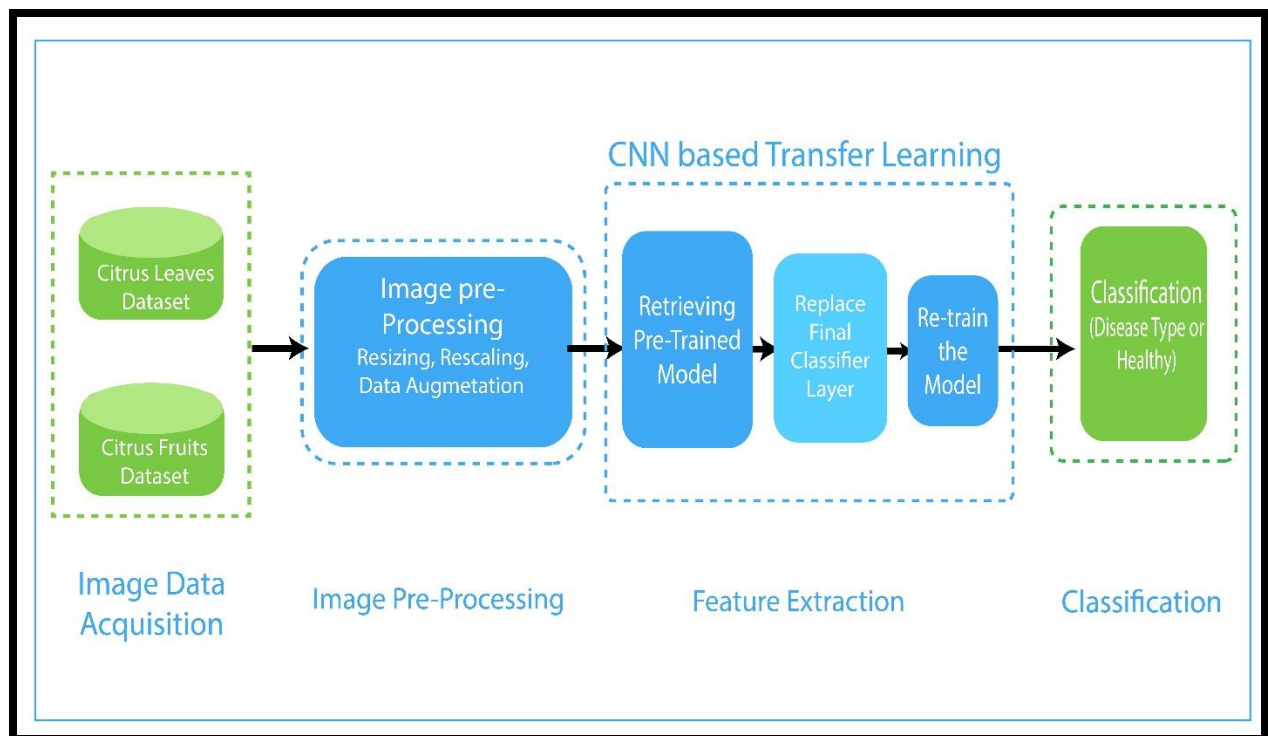 CNN based Transfer Learning
Citrus Leaves
Dataset
Citrus Fruits
Dataset
Image pre-
Processing
Resizing, Rescaling,
Data Augmetation
Retrieving
Pre-Trained
Model
Replace
Final
Classifier
Layer
Re-train
the
Model
Classification
(Disease Type or
Healthy)
Image Data
Acquisition
Image Pre-Processing
Feature Extraction
Classification